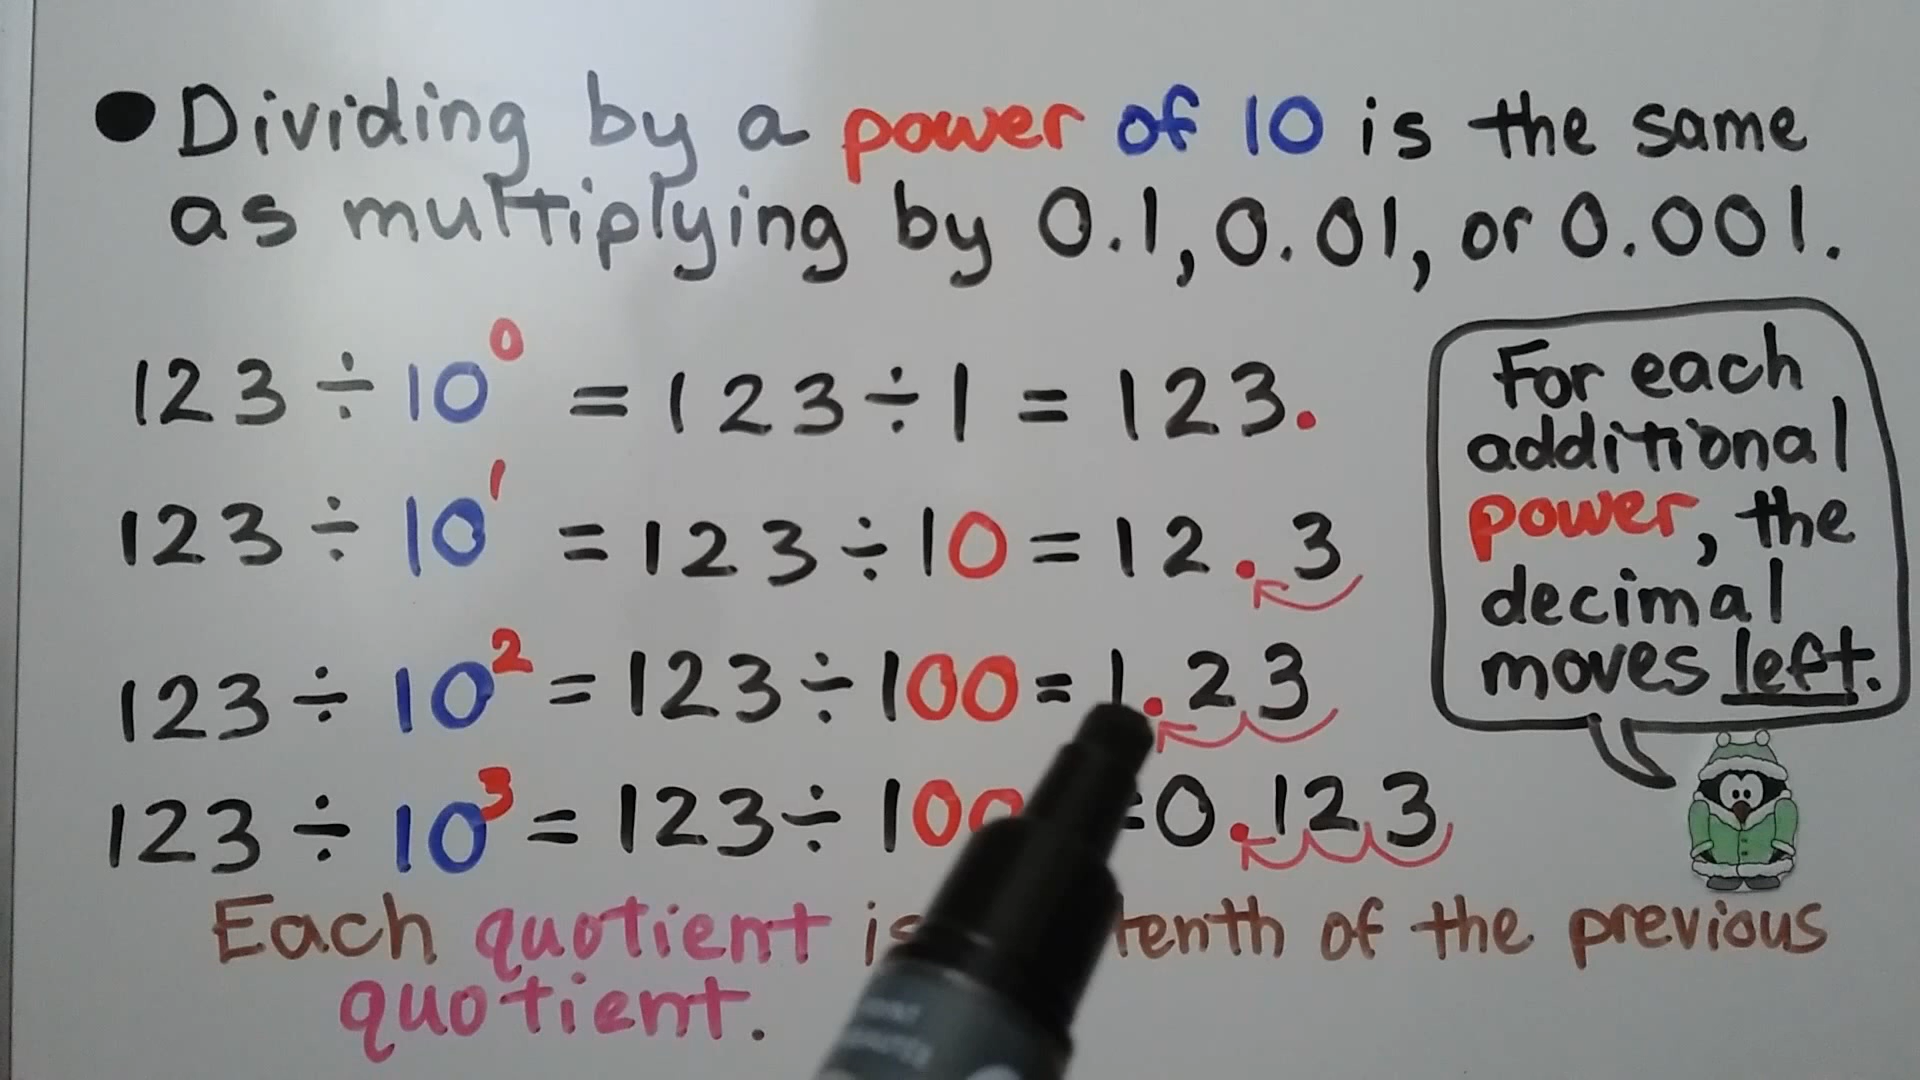 Dividing by a power of 10 is the same
as multiplying by 0.1, 0.01, or 0.001.
123 ÷ 10⁰ = 123 ÷ 1 = 123.
123 ÷ 10¹ = 123 ÷ 10 = 12.3
123 ÷ 10² = 123 ÷ 100 = 1.23
123 ÷ 10³ = 123 ÷ 100 = 0.123
Each quotient is tenth of the previous
quotient.
For each
additional
power, the
decimal
moves left.